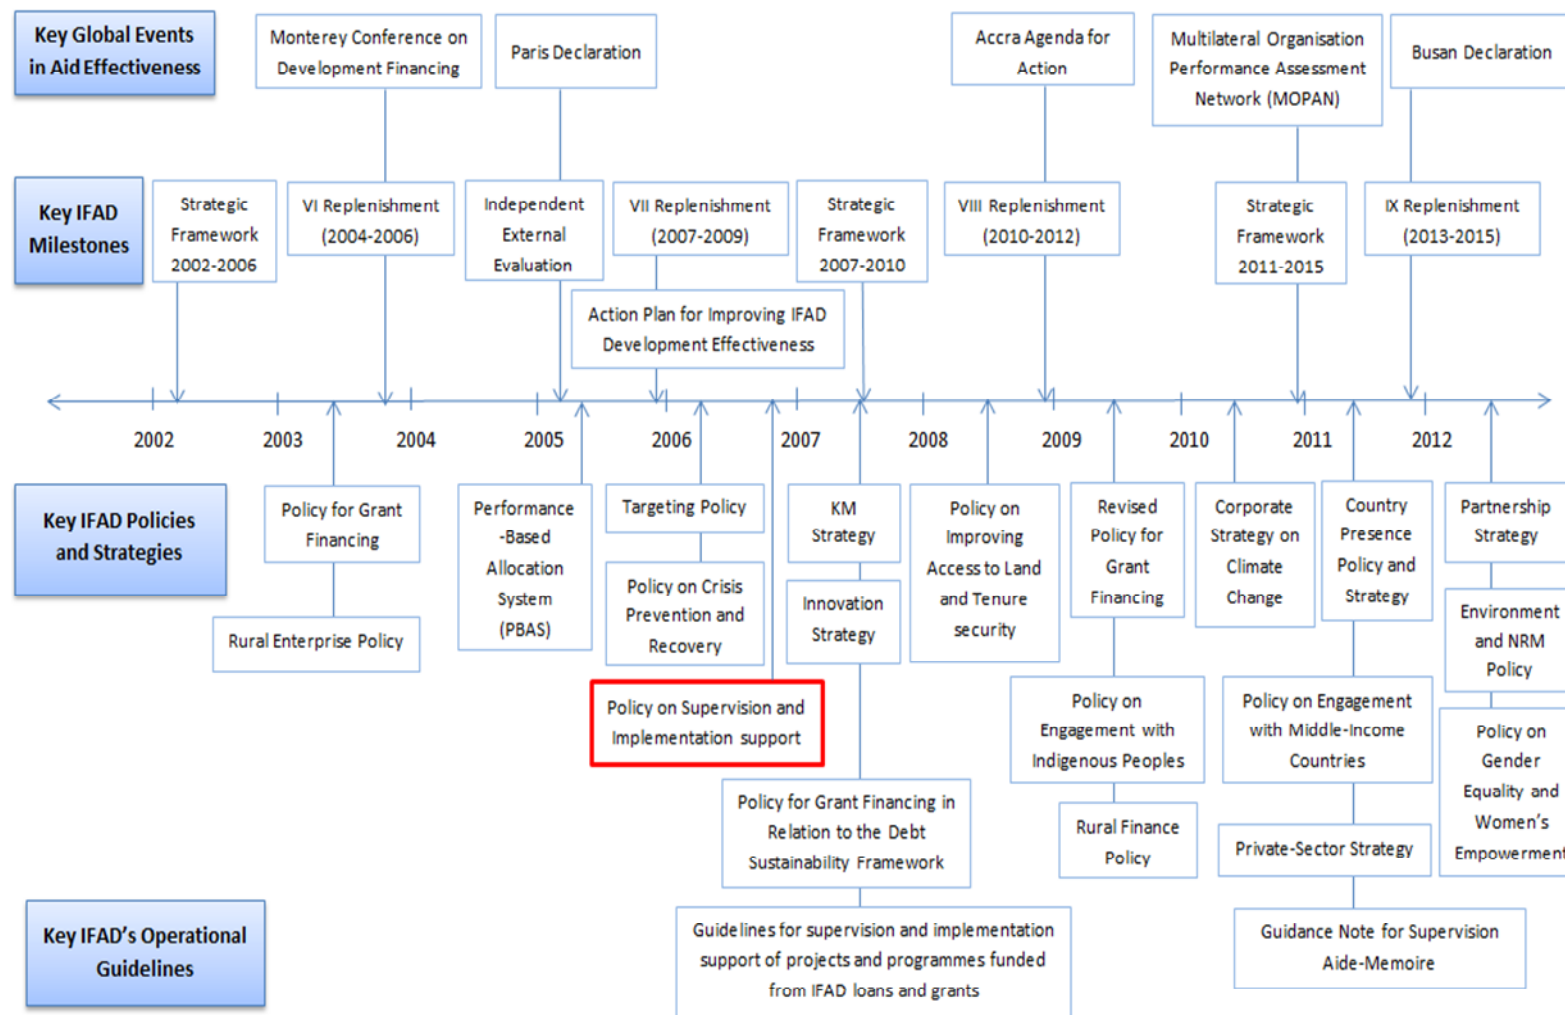 Key Global Events
in Aid Effectiveness
Monterey Conference on
Development Financing
Paris Declaration
Accra Agenda for
Action
Multilateral Organisation
Performance Assessment
Network (MOPAN)
Busan Declaration
Key IFAD
Milestones
Strategic
Framework
2002-2006
VI Replenishment
(2004-2006)
Independent
External
Evaluation
VII Replenishment
(2007-2009)
Strategic
Framework
2007-2010
VIII Replenishment
(2010-2012)
Strategic
Framework
2011-2015
IX Replenishment
(2013-2015)
Action Plan for Improving IFAD
Development Effectiveness
2002
2003
2004
2005
2006
2007
2008
2009
2010
2011
2012
Key IFAD Policies
and Strategies
Policy for Grant
Financing
Rural Enterprise Policy
Performance
-Based
Allocation
System
(PBAS)
Targeting Policy
Policy on Crisis
Prevention and
Recovery
Policy on Supervision and
Implementation support
KM
Strategy
Innovation
Strategy
Policy for Grant Financing in
Relation to the Debt
Sustainability Framework
Policy on
Improving
Access to Land
and Tenure
security
Revised
Policy for
Grant
Financing
Policy on
Engagement with
Indigenous Peoples
Rural Finance
Policy
Corporate
Strategy on
Climate
Change
Country
Presence
Policy and
Strategy
Policy on Engagement
with Middle-Income
Countries
Private-Sector Strategy
Partnership
Strategy
Environment
and NRM
Policy
Policy on
Gender
Equality and
Women's
Empowerment
Key IFAD's Operational
Guidelines
Guidelines for supervision and implementation
support of projects and programmes funded
from IFAD loans and grants
Guidance Note for Supervision
Aide-Memoire